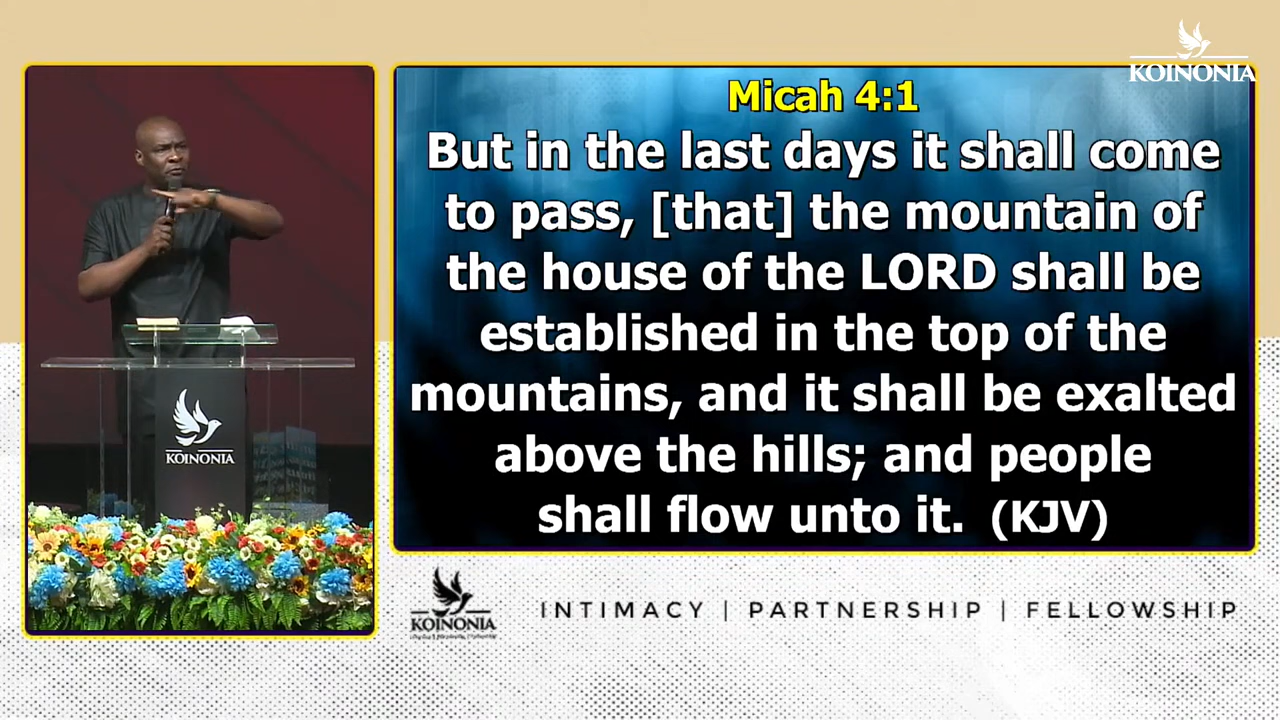 KOINONIA
Micah 4:1
But in the last days it shall come
to pass, [that] the mountain of
the house of the LORD shall be
established in the top of the
mountains, and it shall be exalted
above the hills; and people
shall flow unto it. (KJV)
KOINONIA
KOINONIA
INTIMACY | PARTNERSHIP | FELLOWSHIP